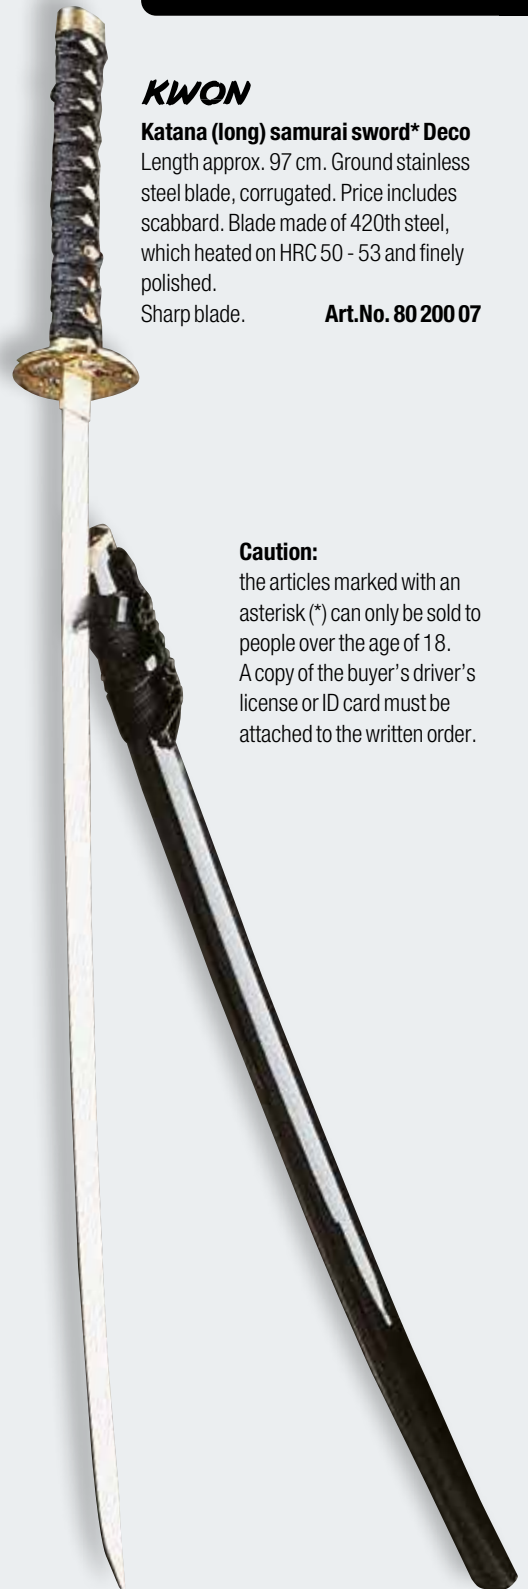 KWON
Katana (long) samurai sword* Deco
Length approx. 97 cm. Ground stainless
steel blade, corrugated. Price includes
scabbard. Blade made of 420th steel,
which heated on HRC 50 - 53 and finely
polished.
Sharp blade. Art.No. 80 200 07
Caution:
the articles marked with an
asterisk (*) can only be sold to
people over the age of 18.
A copy of the buyer's driver's
license or ID card must be
attached to the written order.